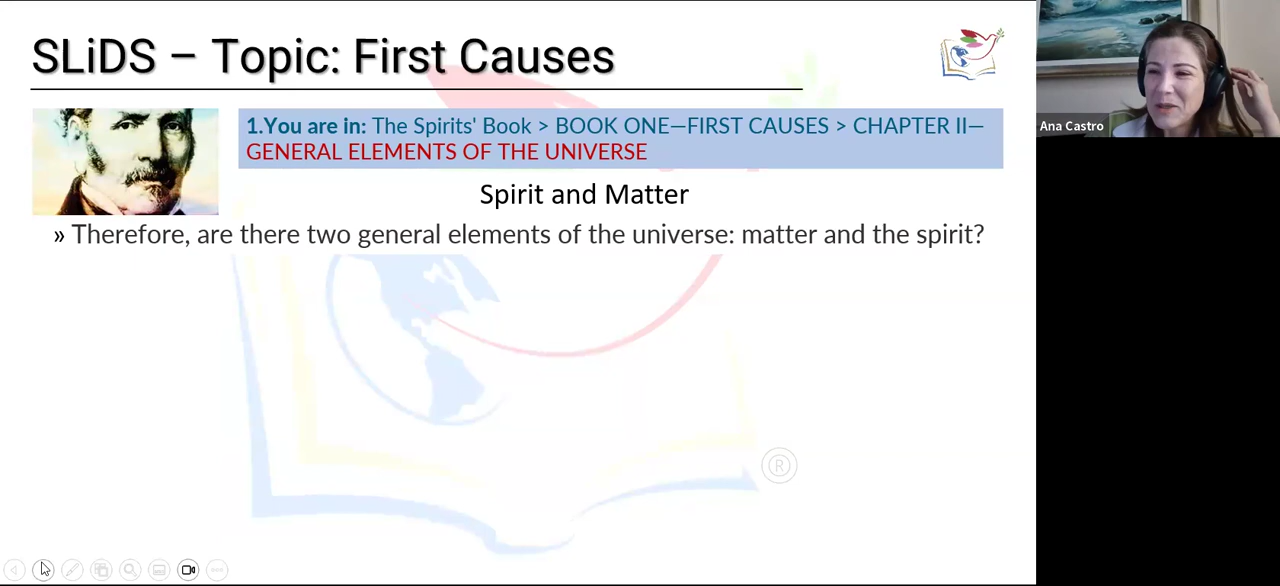 SLiDS – Topic: First Causes
1.You are in: The Spirits' Book > BOOK ONE—FIRST CAUSES > CHAPTER II—
GENERAL ELEMENTS OF THE UNIVERSE
Spirit and Matter
» Therefore, are there two general elements of the universe: matter and the spirit?
®
Ana Castro